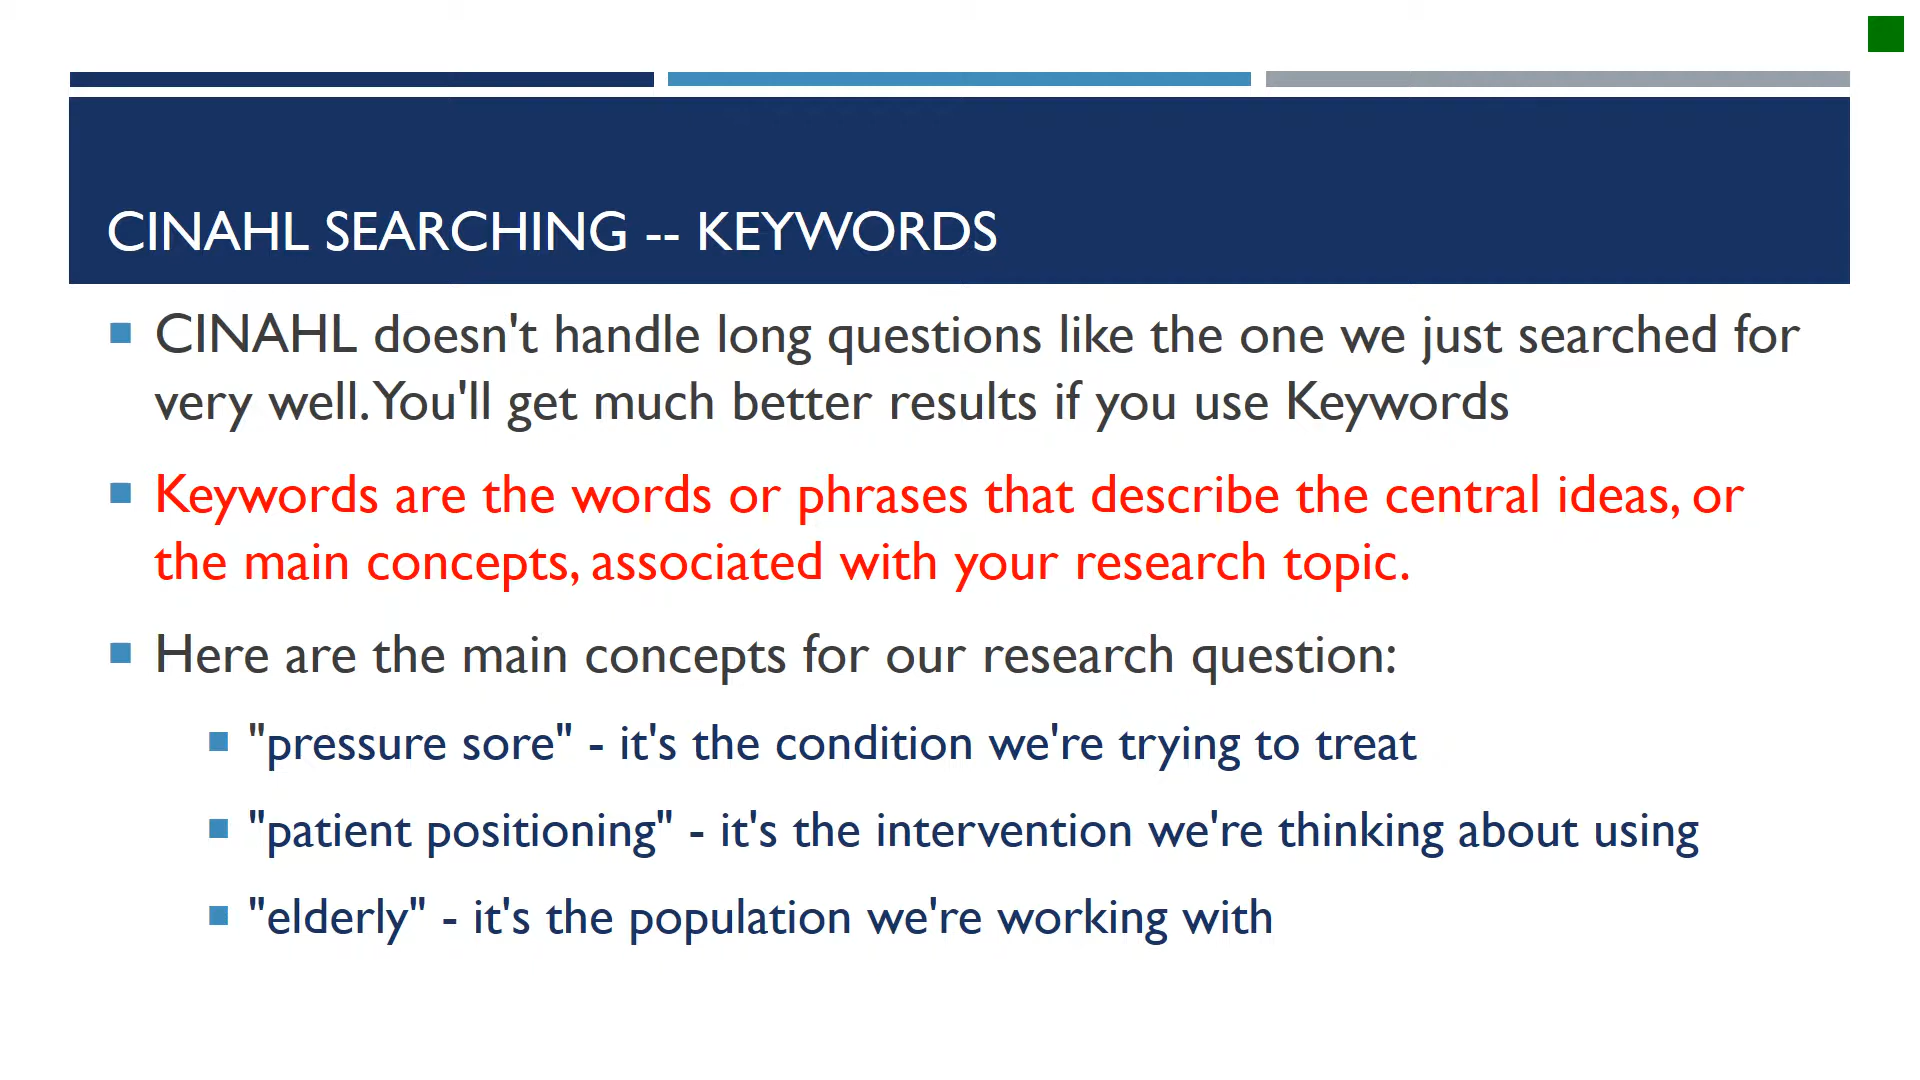 CINAHL SEARCHING -- KEYWORDS
CINAHL doesn't handle long questions like the one we just searched for
very well. You'll get much better results if you use Keywords
Keywords are the words or phrases that describe the central ideas, or
the main concepts, associated with your research topic.
Here are the main concepts for our research question:
"pressure sore" - it's the condition we're trying to treat
"patient positioning" - it's the intervention we're thinking about using
"elderly" - it's the population we're working with